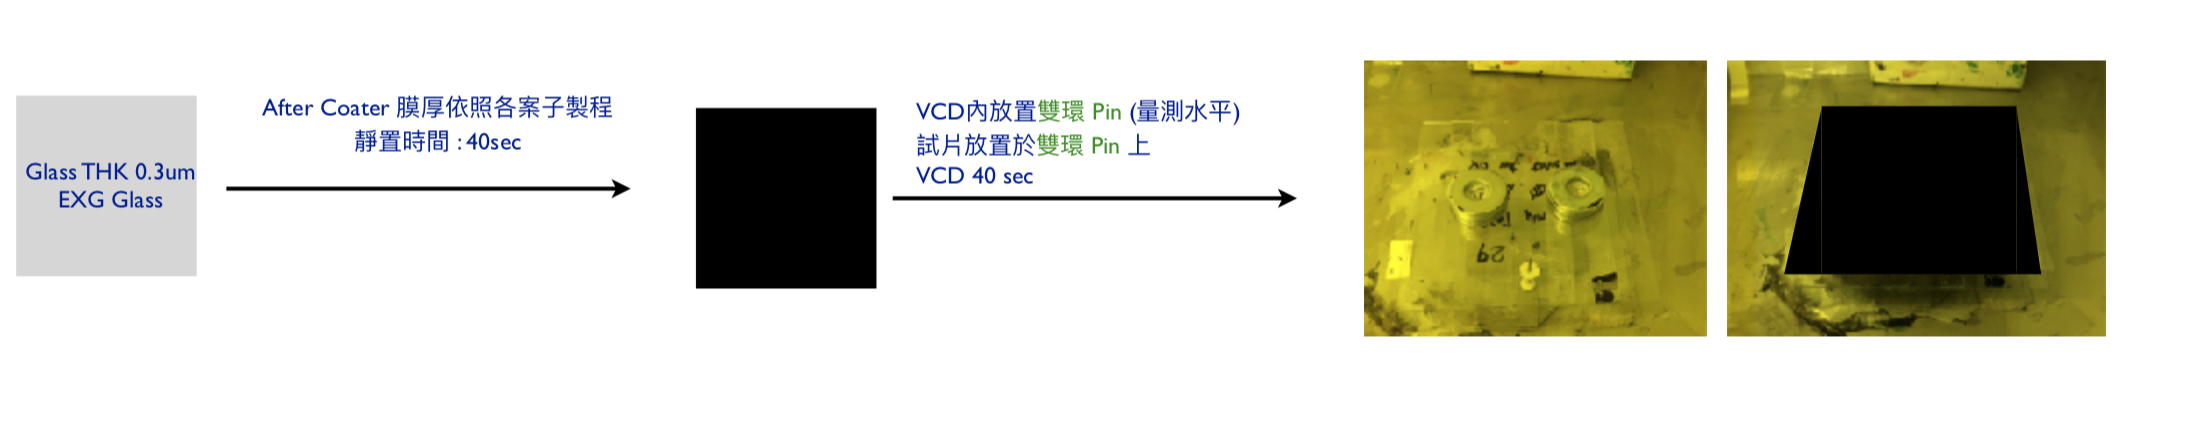 Glass THK 0.3um
EXG Glass
After Coater 膜厚依照各案子製程
靜置時間 : 40sec
VCD內放置雙環 Pin (量測水平)
試片放置於雙環 Pin 上
VCD 40 sec
29